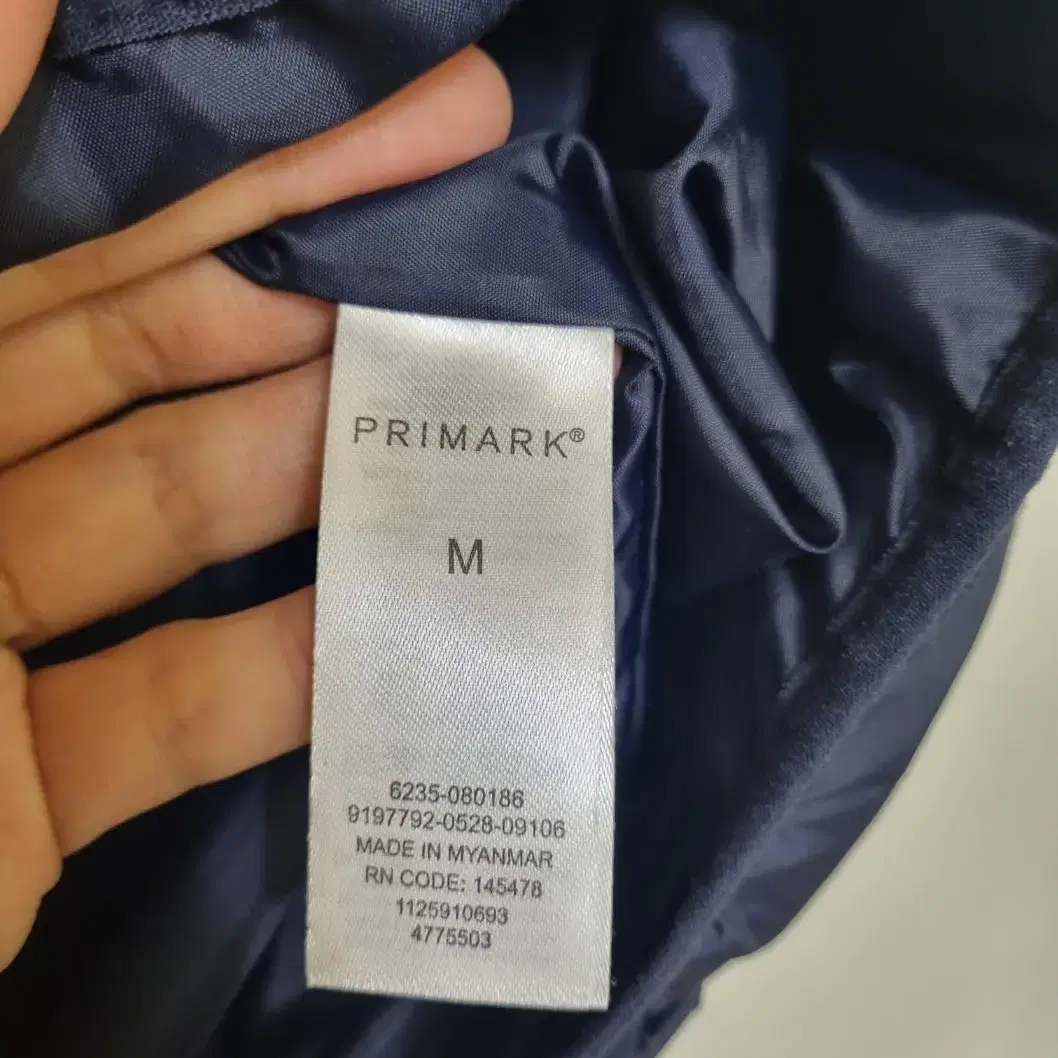 PRIMARK®
M
6235-080186
9197792-0528-09106
MADE IN MYANMAR
RN CODE: 145478
1125910693
4775503